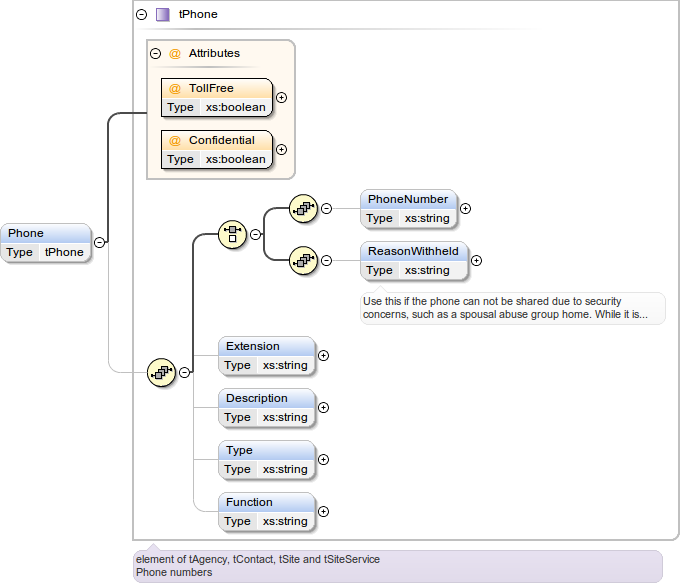 tPhone
@ Attributes
@ TollFree
Type xs:boolean
@ Confidential
Type xs:boolean
Phone
Type tPhone
PhoneNumber
Type xs:string
ReasonWithheld
Type xs:string
Use this if the phone can not be shared due to security
concerns, such as a spousal abuse group home. While it is...
Extension
Type xs:string
Description
Type xs:string
Type
Type xs:string
Function
Type xs:string
element of tAgency, tContact, tSite and tSiteService
Phone numbers